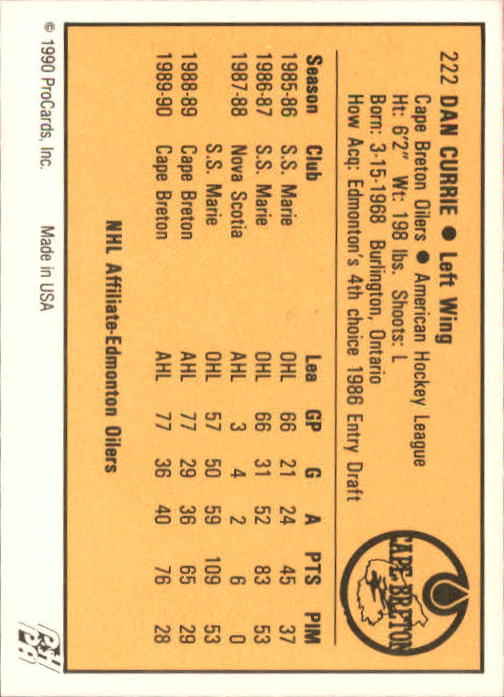 222 DAN CURRIE ● Left Wing
Cape Breton Oilers ● American Hockey League
Ht: 6'2" Wt: 198 lbs. Shoots: L
Born: 3-15-1968 Burlington, Ontario
How Acq: Edmonton's 4th choice 1986 Entry Draft
CAPE BRETON
Season Club Lea GP G A PTS PIM
1985-86 S.S. Marie OHL 66 21 24 45 37
1986-87 S.S. Marie OHL 66 31 52 83 53
1987-88 Nova Scotia AHL 3 4 2 6 0
S.S. Marie OHL 57 50 59 109 53
1988-89 Cape Breton AHL 77 29 36 65 29
1989-90 Cape Breton AHL 77 36 40 76 28
NHL Affiliate-Edmonton Oilers
© 1990 ProCards, Inc. Made in USA